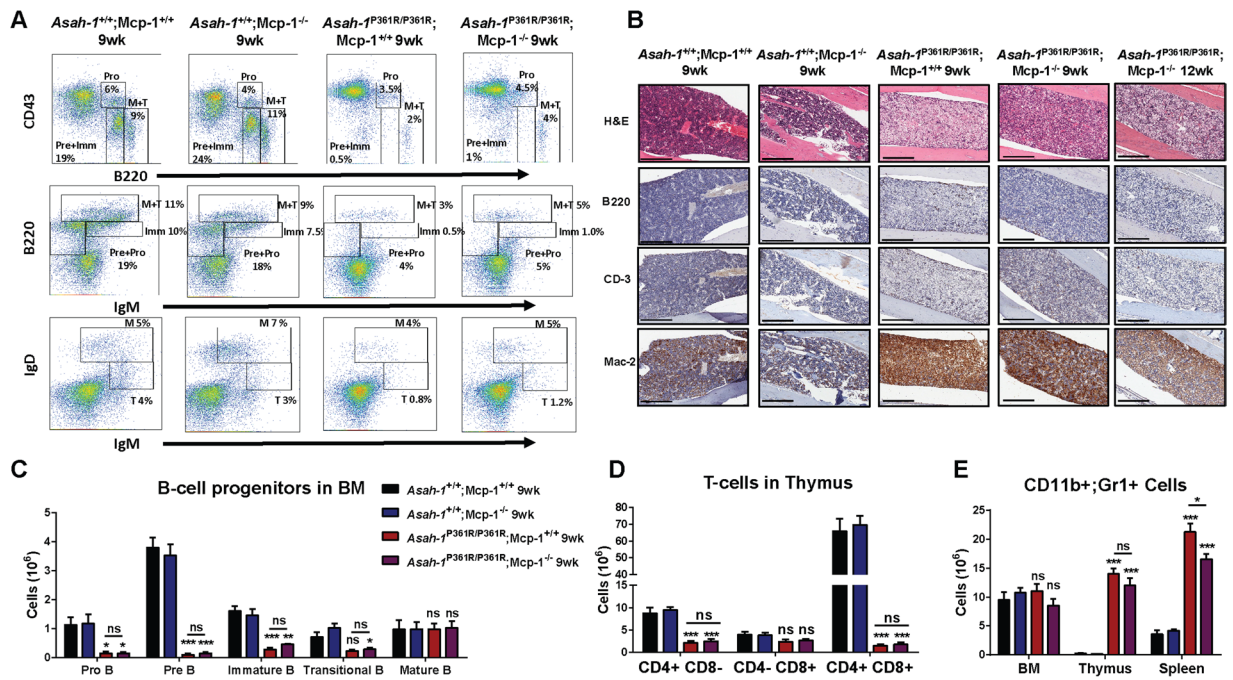 A
Asah-1+/+;Mcp-1+/+
9wk
Asah-1+/+;Mcp-1-/-
9wk
Asah-1P361R/P361R;
Mcp-1+/+ 9wk
Asah-1P361R/P361R;
Mcp-1-/- 9wk
CD43
Pro
6%
M+T
9%
Pre+Imm
19%
Pro
4%
M+T
11%
Pre+Imm
24%
Pro
3.5%
M+T
2%
Pre+Imm
0.5%
Pro
4.5%
M+T
4%
Pre+Imm
1%
B220
B220
M+T 11%
Imm 10%
Pre+Pro
19%
M+T 9%
Imm 7.5%
Pre+Pro
18%
M+T 3%
Imm 0.5%
Pre+Pro
4%
M+T 5%
Imm 1.0%
Pre+Pro
5%
IgM
IgD
M 5%
T 4%
M 7 %
T 3%
M 4%
T 0.8%
M 5%
T 1.2%
IgM
B
Asah-1+/+;Mcp-1+/+
9wk
Asah-1+/+;Mcp-1-/-
9wk
Asah-1P361R/P361R;
Mcp-1+/+ 9wk
Asah-1P361R/P361R;
Mcp-1-/- 9wk
Asah-1P361R/P361R;
Mcp-1-/- 12wk
H&E
B220
CD-3
Mac-2
C
B-cell progenitors in BM
Asah-1+/+;Mcp-1+/+ 9wk
Asah-1+/+;Mcp-1-/- 9wk
Asah-1P361R/P361R;Mcp-1+/+ 9wk
Asah-1P361R/P361R;Mcp-1-/- 9wk
Cells (106)
5
4
3
2
1
0
ns
* *
ns
*** ***
ns
*** **
ns
ns *
ns ns
Pro B
Pre B
Immature B
Transitional B
Mature B
D
T-cells in Thymus
Cells (106)
80
70
60
50
40
15
10
5
0
ns
*** ***
ns ns
ns
*** ***
CD4+ CD8-
CD4- CD8+
CD4+ CD8+
E
CD11b+;Gr1+ Cells
Cells (106)
25
20
15
10
5
0
ns ns
ns
*** ***
*
*** ***
BM
Thymus
Spleen